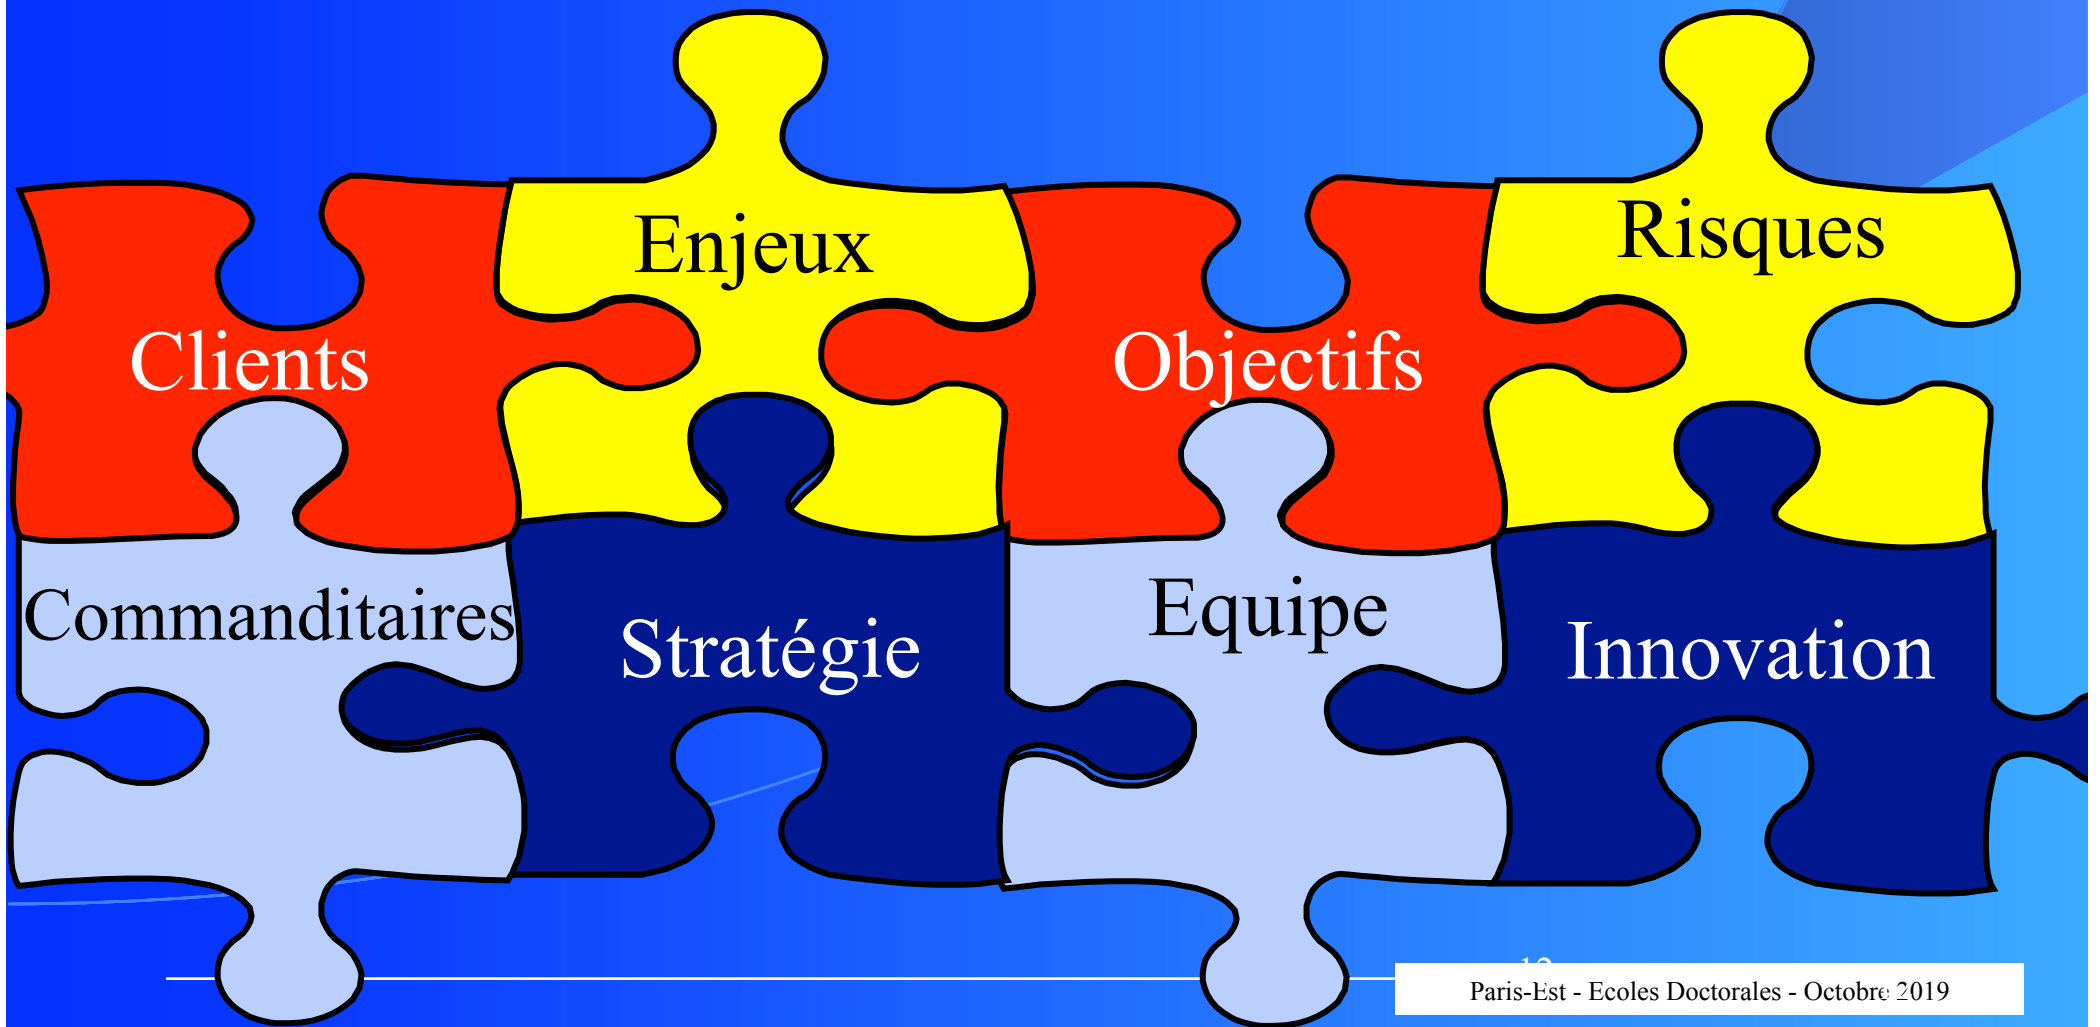 Enjeux
Risques
Clients
Objectifs
Commanditaires
Stratégie
Equipe
Innovation
Paris-Est - Ecoles Doctorales - Octobre 2019